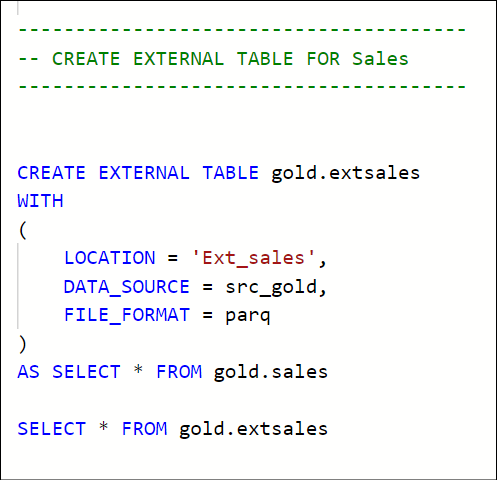 ---------------------------------------
-- CREATE EXTERNAL TABLE FOR Sales
---------------------------------------
CREATE EXTERNAL TABLE gold.extsales
WITH
(
    LOCATION = 'Ext_sales',
    DATA_SOURCE = src_gold,
    FILE_FORMAT = parq
)
AS SELECT * FROM gold.sales
SELECT * FROM gold.extsales